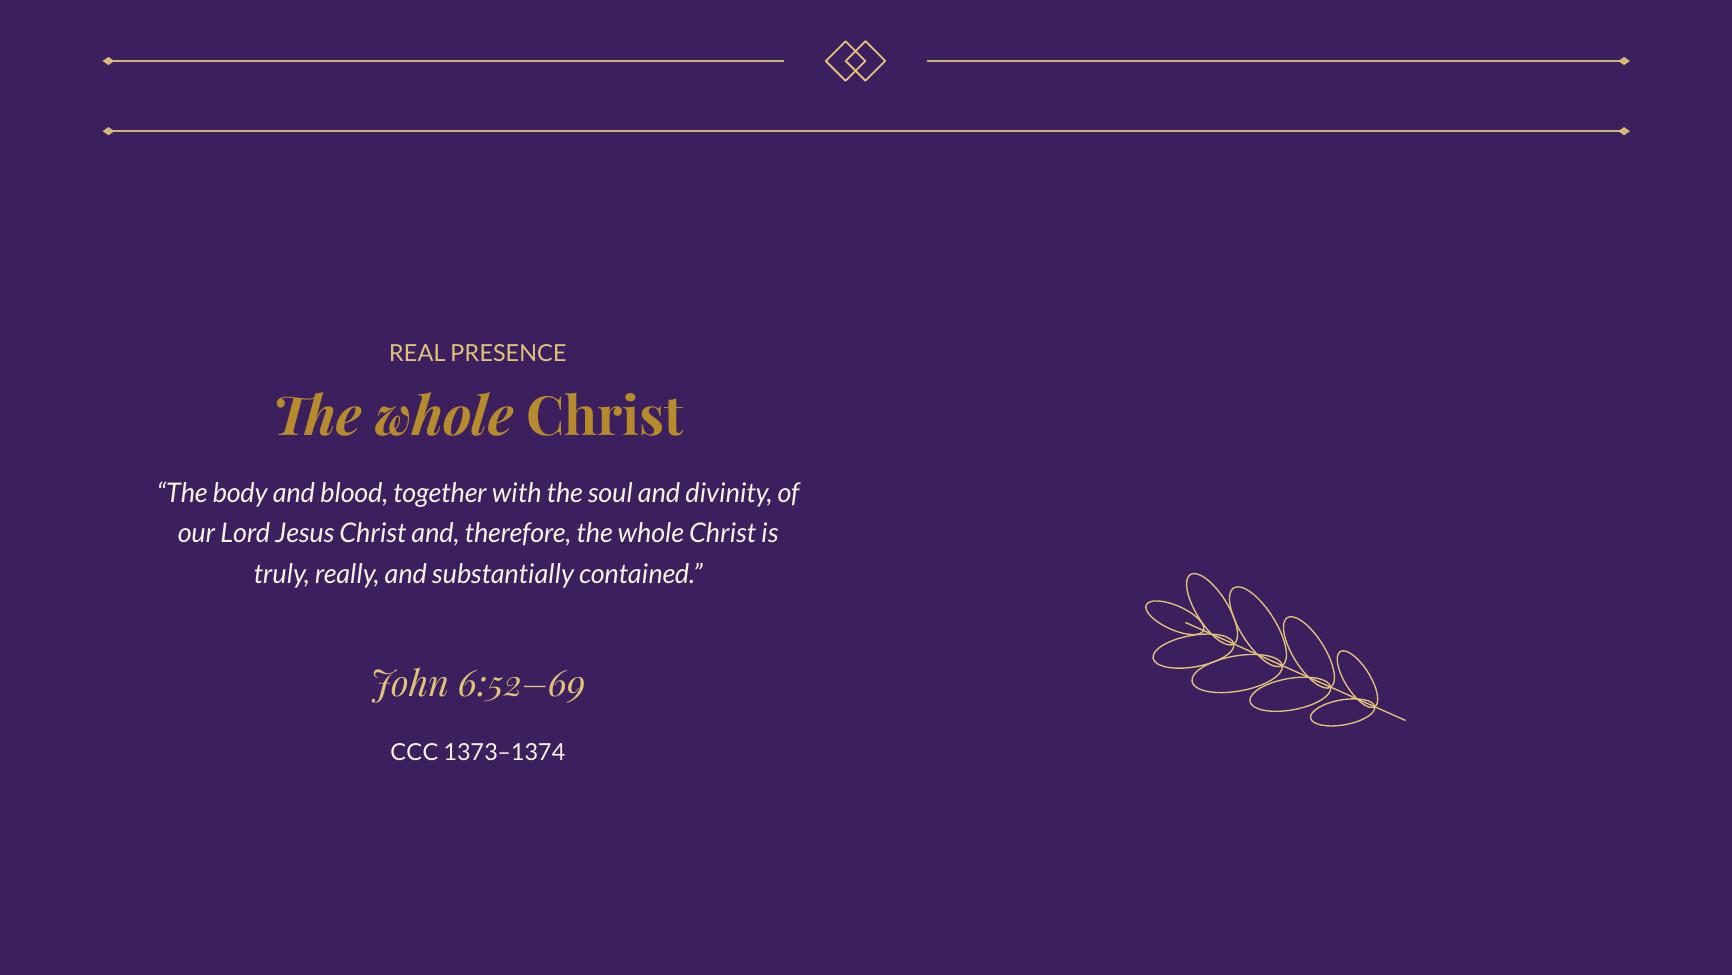 REAL PRESENCE
The whole Christ
“The body and blood, together with the soul and divinity, of
our Lord Jesus Christ and, therefore, the whole Christ is
truly, really, and substantially contained.”
John 6:52–69
CCC 1373–1374